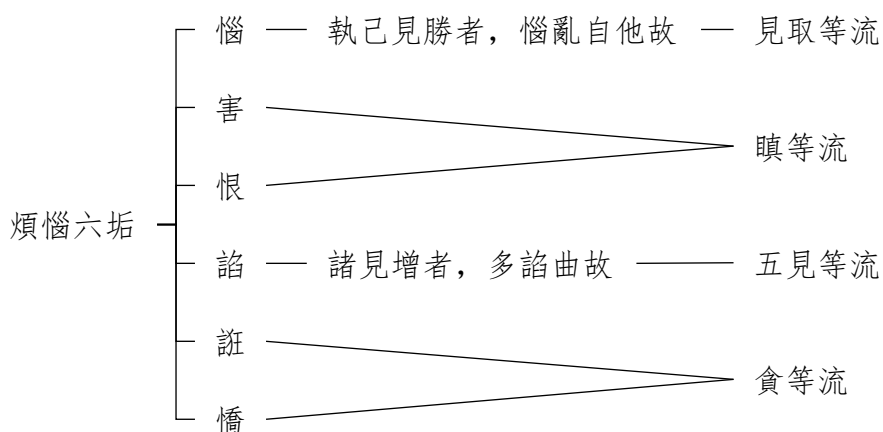 煩惱六垢
惱 執己見勝者，惱亂自他故 見取等流
害
恨
瞋等流
諂 諸見增者，多諂曲故 五見等流
誑
憍
貪等流